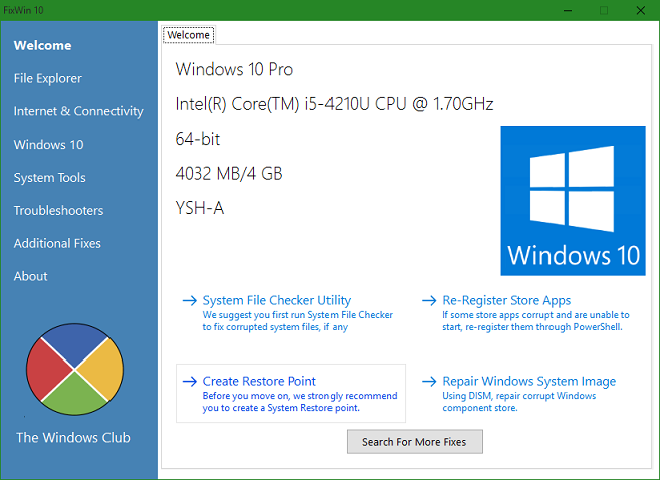 FixWin 10
Welcome
File Explorer
Internet & Connectivity
Windows 10
System Tools
Troubleshooters
Additional Fixes
About
The Windows Club
Welcome
Windows 10 Pro
Intel(R) Core(TM) i5-4210U CPU @ 1.70GHz
64-bit
4032 MB/4 GB
YSH-A
Windows 10
System File Checker Utility
We suggest you first run System File Checker
to fix corrupted system files, if any
Re-Register Store Apps
If some store apps corrupt and are unable to
start, re-register them through PowerShell.
Create Restore Point
Before you move on, we strongly recommend
you to create a System Restore point.
Repair Windows System Image
Using DISM, repair corrupt Windows
component store.
Search For More Fixes